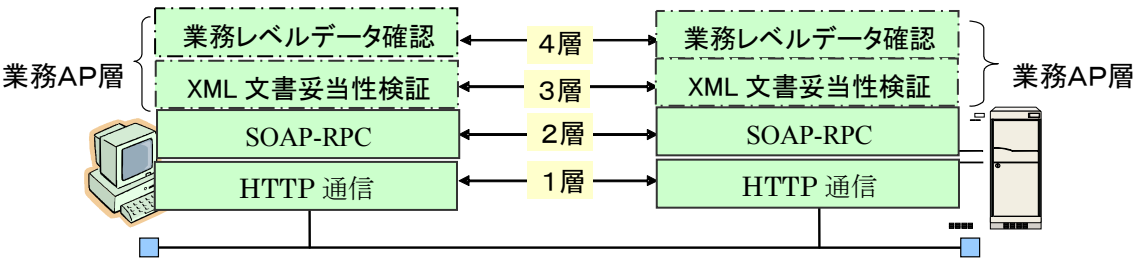 業務レベルデータ確認
4層
業務レベルデータ確認
業務AP層
XML 文書妥当性検証
3層
XML 文書妥当性検証
業務AP層
SOAP-RPC
2層
SOAP-RPC
HTTP 通信
1層
HTTP 通信